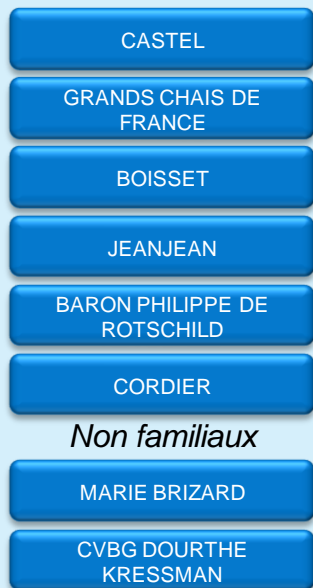 CASTEL
GRANDS CHAIS DE
FRANCE
BOISSET
JEANJEAN
BARON PHILIPPE DE
ROTSCHILD
CORDIER
Non familiaux
MARIE BRIZARD
CVBG DOURTHE
KRESSMAN